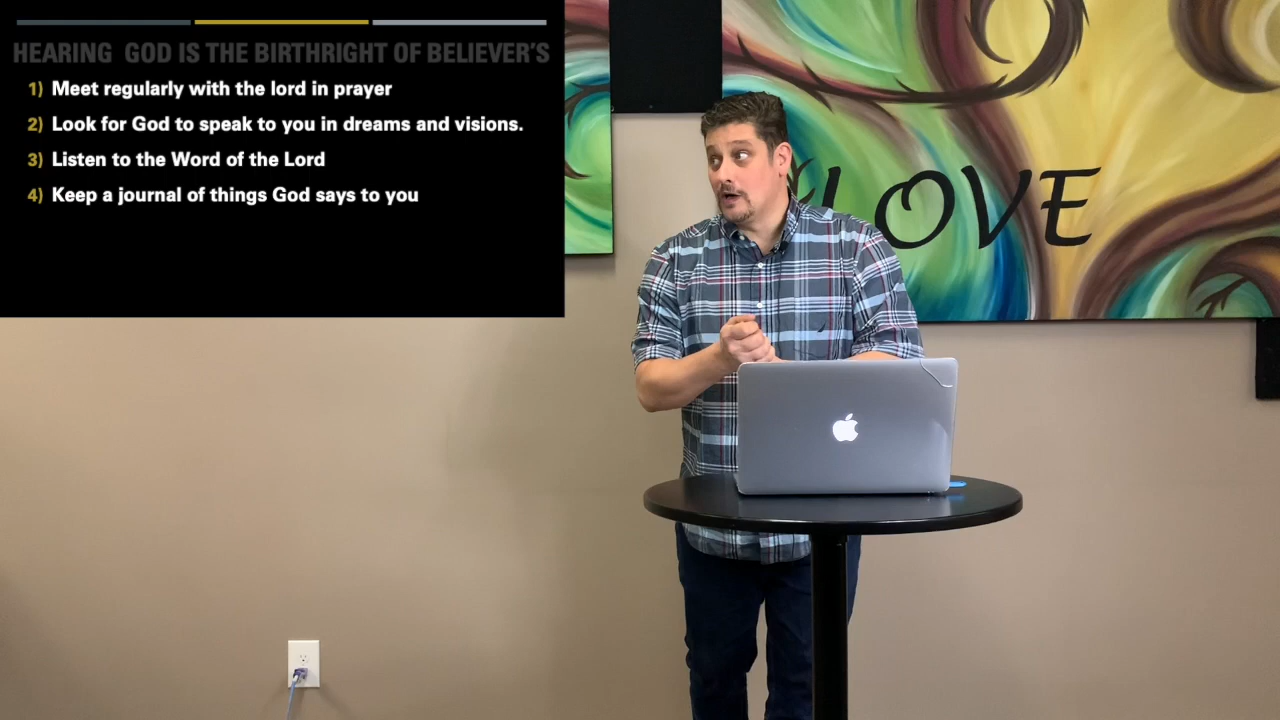 HEARING GOD IS THE BIRTHRIGHT OF BELIEVER'S
1) Meet regularly with the lord in prayer
2) Look for God to speak to you in dreams and visions.
3) Listen to the Word of the Lord
4) Keep a journal of things God says to you
LOVE